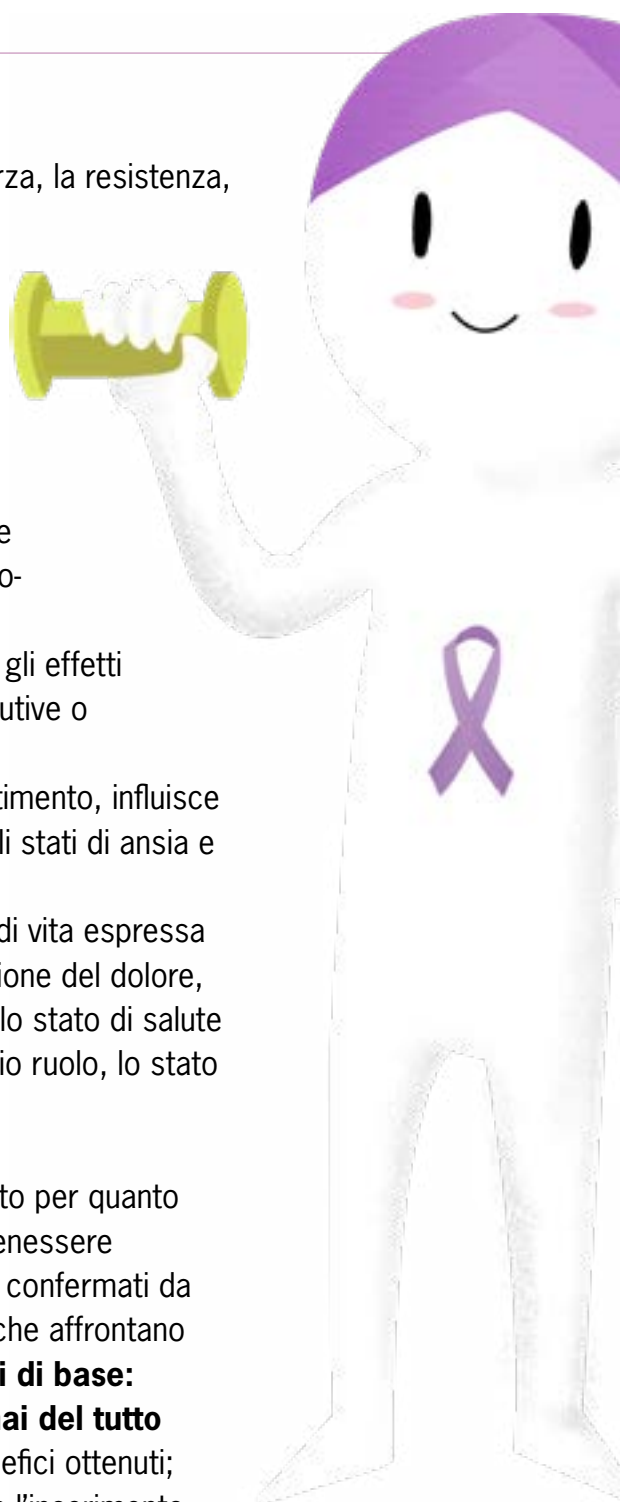 rza, la resistenza,
e
o-
gli effetti
utive o
timento, influisce
li stati di ansia e
di vita espressa
ione del dolore,
lo stato di salute
io ruolo, lo stato
to per quanto
enessere
confermati da
che affrontano
i di base:
ai del tutto
efici ottenuti;
l'inserimento